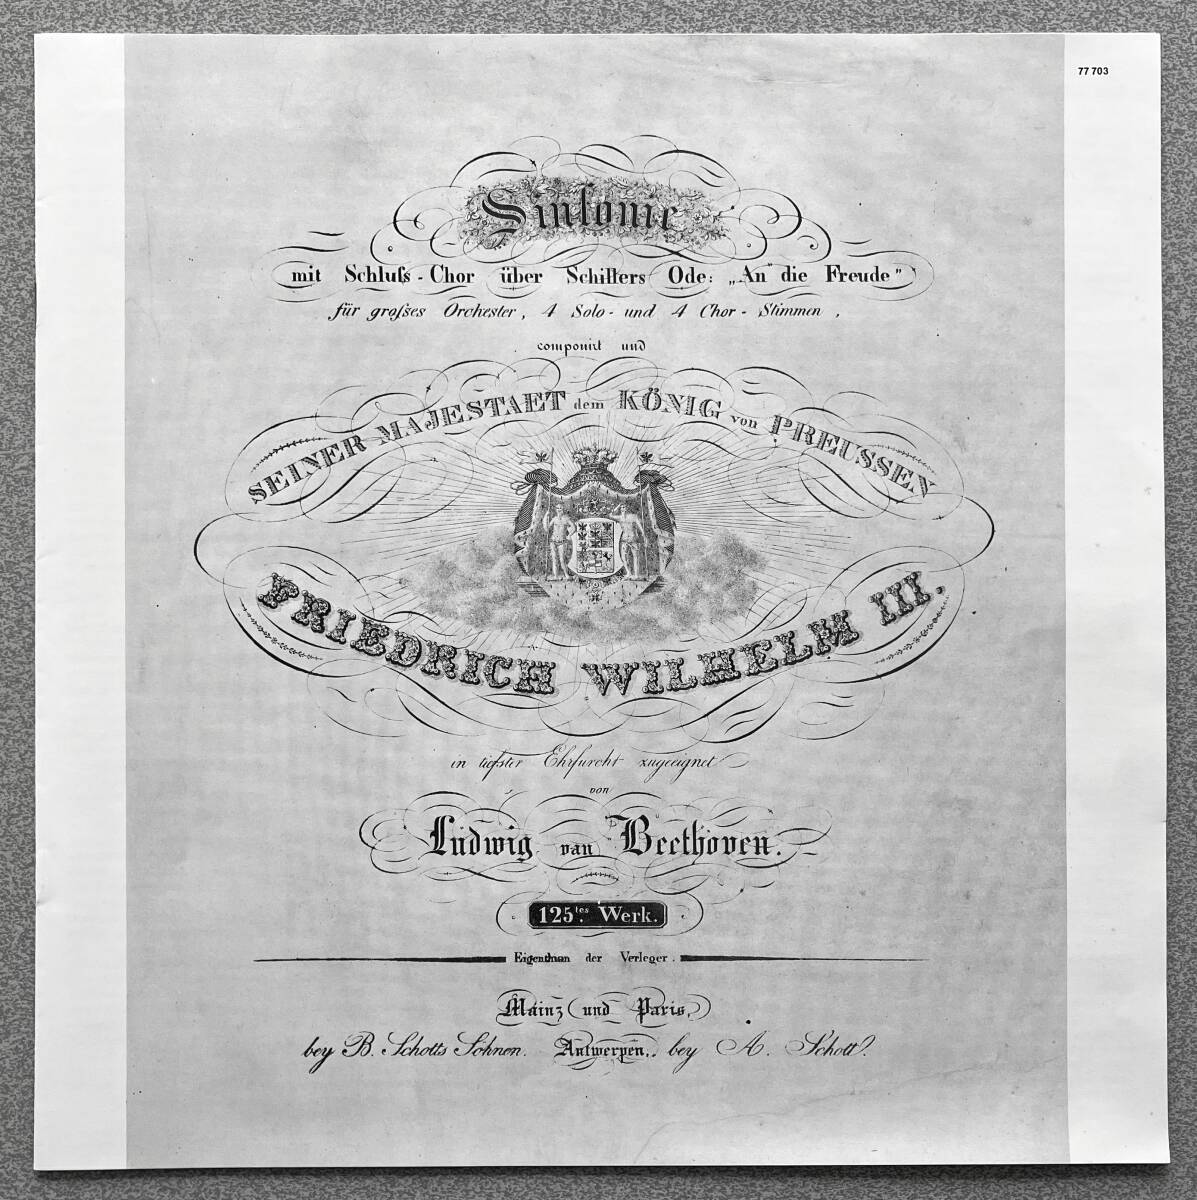 77 703
Sinfonie
mit Schluſs-Chor über Schillers Ode: „An die Freude”
für groſses Orchester, 4 Solo- und 4 Chor-Stimmen,
componirt und
SEINER MAJESTAET dem KÖNIG von PREUSSEN
FRIEDRICH WILHELM III.
in tiefster Ehrfurcht zugeeignet
von
Ludwig van Beethoven.
125tes. Werk.
Eigenthum der Verleger.
Mainz und Paris,
bey B. Schotts Söhnen. Antwerpen, bey A. Schott.